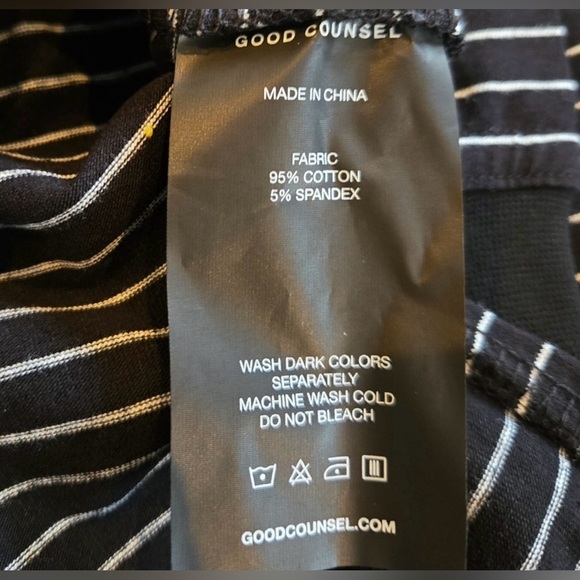 GOOD COUNSEL
MADE IN CHINA
FABRIC
95% COTTON
5% SPANDEX
WASH DARK COLORS
SEPARATELY
MACHINE WASH COLD
DO NOT BLEACH
GOODCOUNSEL.COM